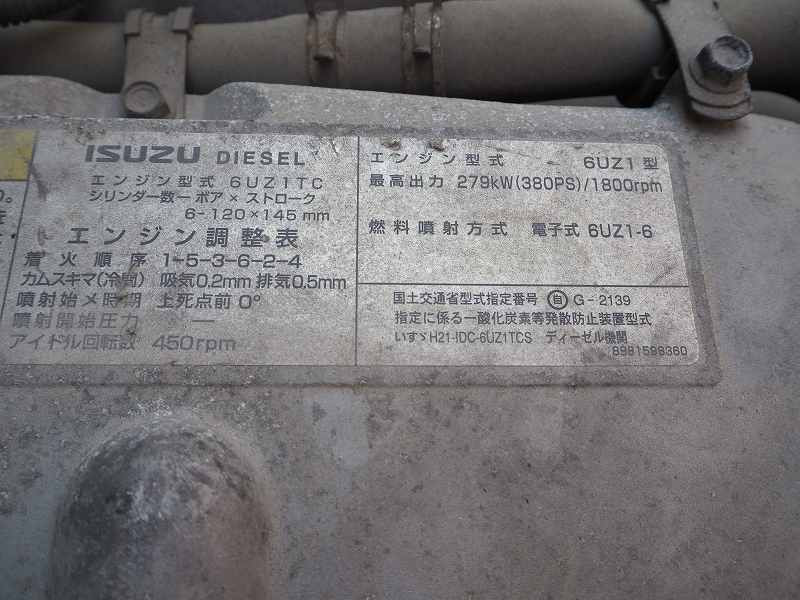 ISUZU DIESEL
エンジン型式 6UZ1TC
シリンダー数ーボア×ストローク
6-120×145mm
エンジン調整表
着火順序 1-5-3-6-2-4
カムスキマ(冷間) 吸気0.2mm 排気0.5mm
噴射始メ時期 上死点前0°
噴射開始圧力 —
アイドル回転数 450rpm
エンジン型式 6UZ1型
最高出力 279kW(380PS)/1800rpm
燃料噴射方式 電子式 6UZ1-6
国土交通省型式指定番号 自 G-2139
指定に係る一酸化炭素等発散防止装置型式
いすゞH21-IDC-6UZ1TCS ディーゼル機関
8981598360